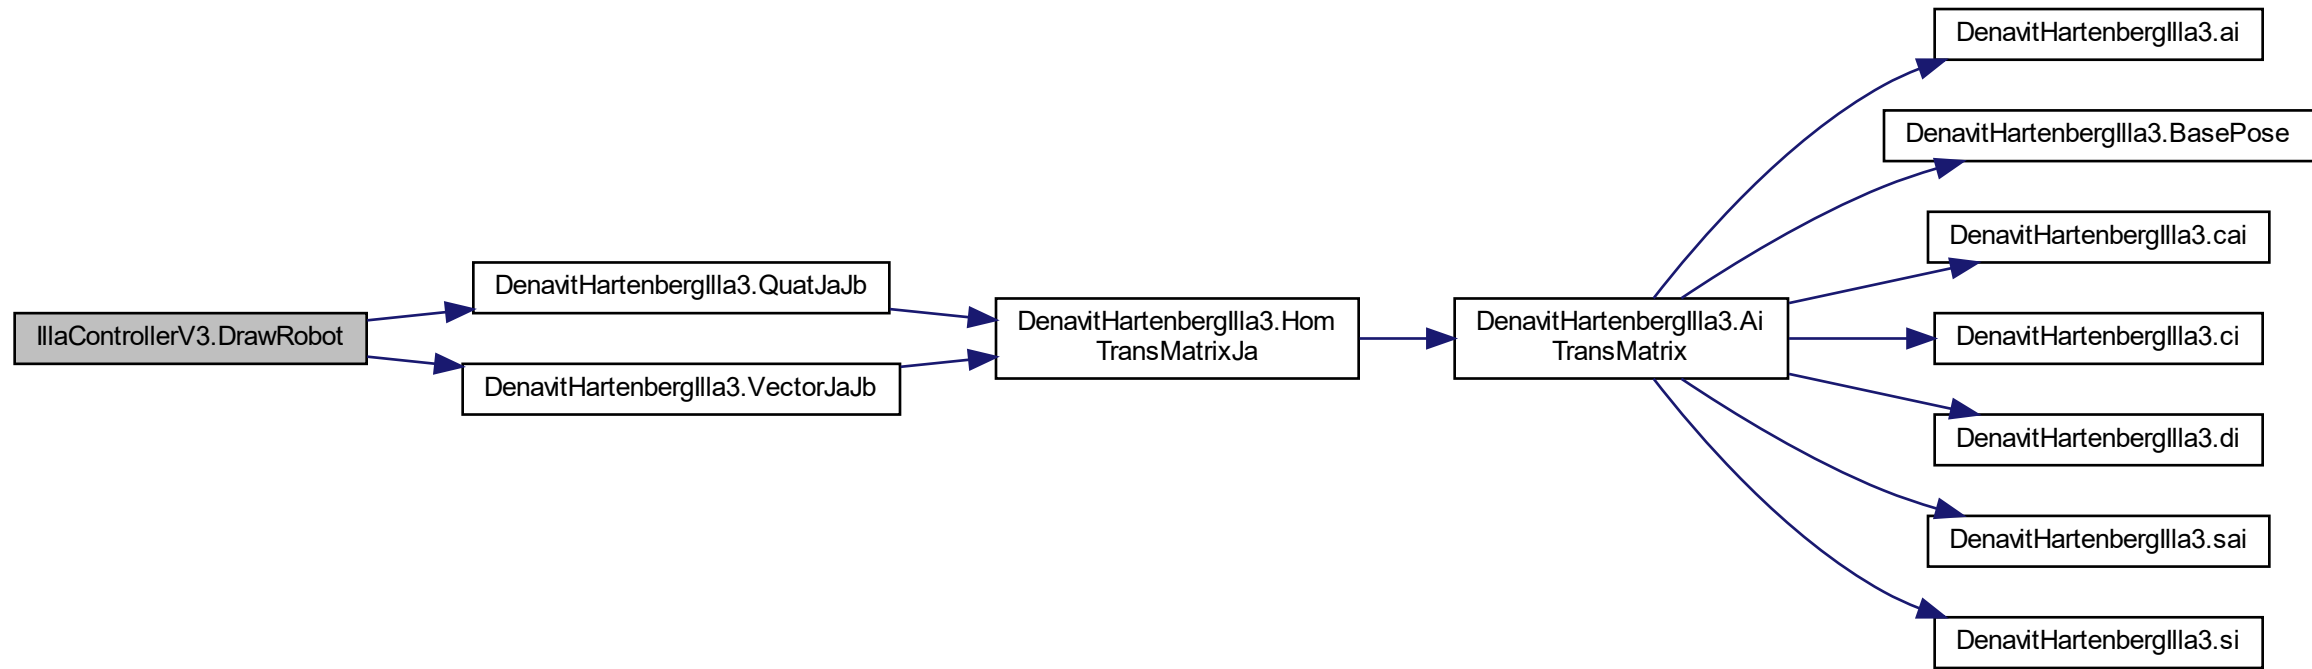 IllaControllerV3.DrawRobot
DenavitHartenbergIlla3.QuatJaJb
DenavitHartenbergIlla3.VectorJaJb
DenavitHartenbergIlla3.Hom
TransMatrixJa
DenavitHartenbergIlla3.Ai
TransMatrix
DenavitHartenbergIlla3.ai
DenavitHartenbergIlla3.BasePose
DenavitHartenbergIlla3.cai
DenavitHartenbergIlla3.ci
DenavitHartenbergIlla3.di
DenavitHartenbergIlla3.sai
DenavitHartenbergIlla3.si